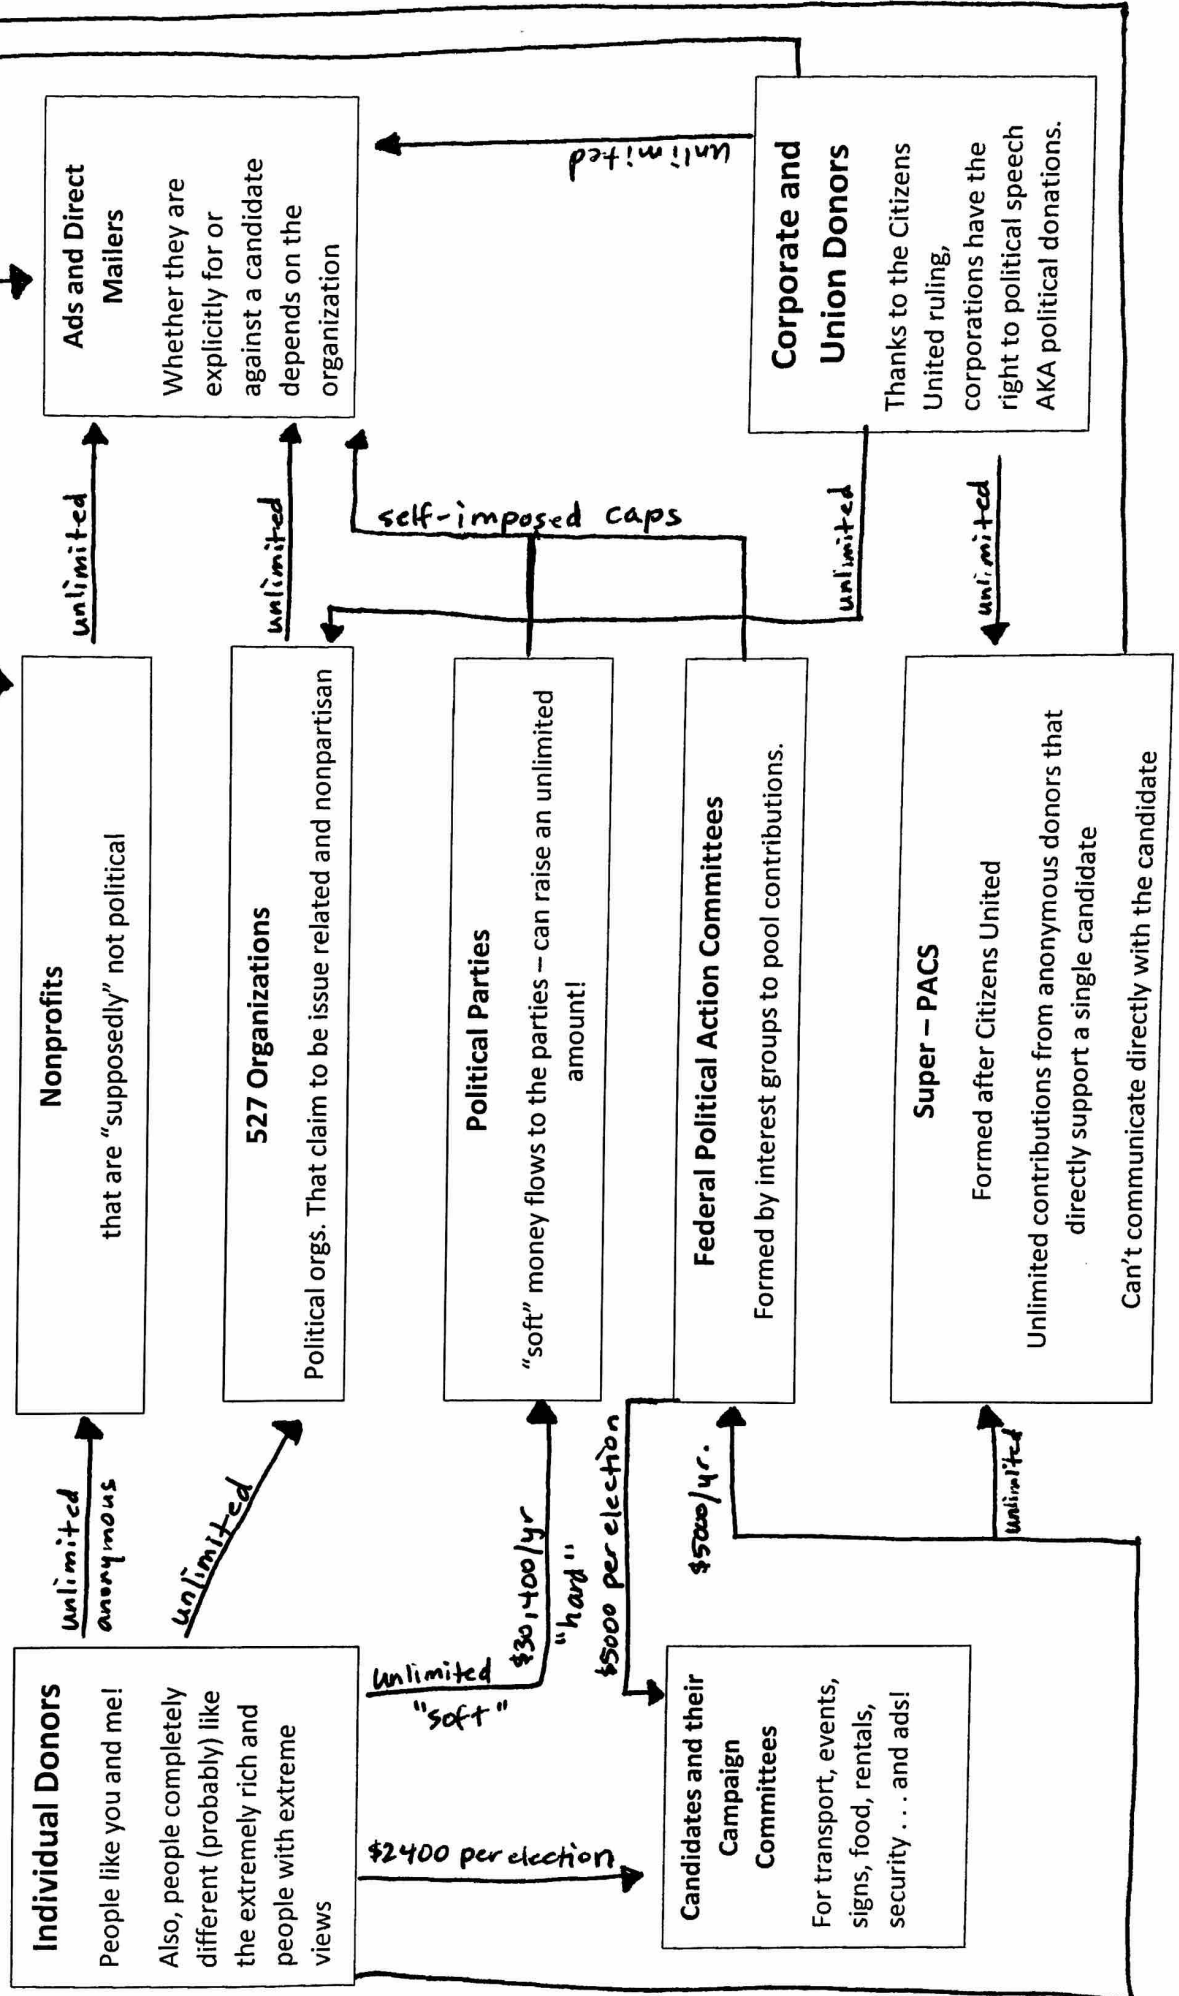 Individual Donors
People like you and me!
Also, people completely
different (probably) like
the extremely rich and
people with extreme
views
unlimited
anonymous
unlimited
unlimited
"soft"
$30,400/yr
"hard"
$2400 per election
$5000 per election
$5000/yr.
unlimited
Candidates and their
Campaign
Committees
For transport, events,
signs, food, rentals,
security . . . and ads!
Nonprofits
that are “supposedly” not political
527 Organizations
Political orgs. That claim to be issue related and nonpartisan
Political Parties
“soft” money flows to the parties – can raise an unlimited
amount!
Federal Political Action Committees
Formed by interest groups to pool contributions.
Super – PACS
Formed after Citizens United
Unlimited contributions from anonymous donors that
directly support a single candidate
Can’t communicate directly with the candidate
unlimited
unlimited
self-imposed caps
unlimited
unlimited
Ads and Direct
Mailers
Whether they are
explicitly for or
against a candidate
depends on the
organization
unlimited
Corporate and
Union Donors
Thanks to the Citizens
United ruling,
corporations have the
right to political speech
AKA political donations.